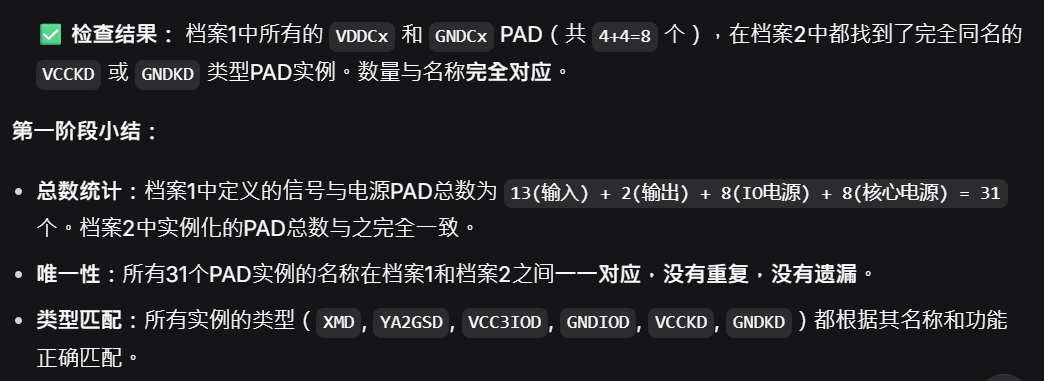 ✅ 检查结果： 档案1中所有的 VDDCx 和 GNDCx PAD（共 4+4=8 个），在档案2中都找到了完全同名的
VCCKD 或 GNDKD 类型PAD实例。数量与名称完全对应。
第一阶段小结：
• 总数统计：档案1中定义的信号与电源PAD总数为 13(输入) + 2(输出) + 8(IO电源) + 8(核心电源) = 31
个。档案2中实例化的PAD总数与之完全一致。
• 唯一性：所有31个PAD实例的名称在档案1和档案2之间一一对应，没有重复，没有遗漏。
• 类型匹配：所有实例的类型（XMD, YA2GSD, VCC3IOD, GNDIOD, VCCKD, GNDKD）都根据其名称和功能
正确匹配。